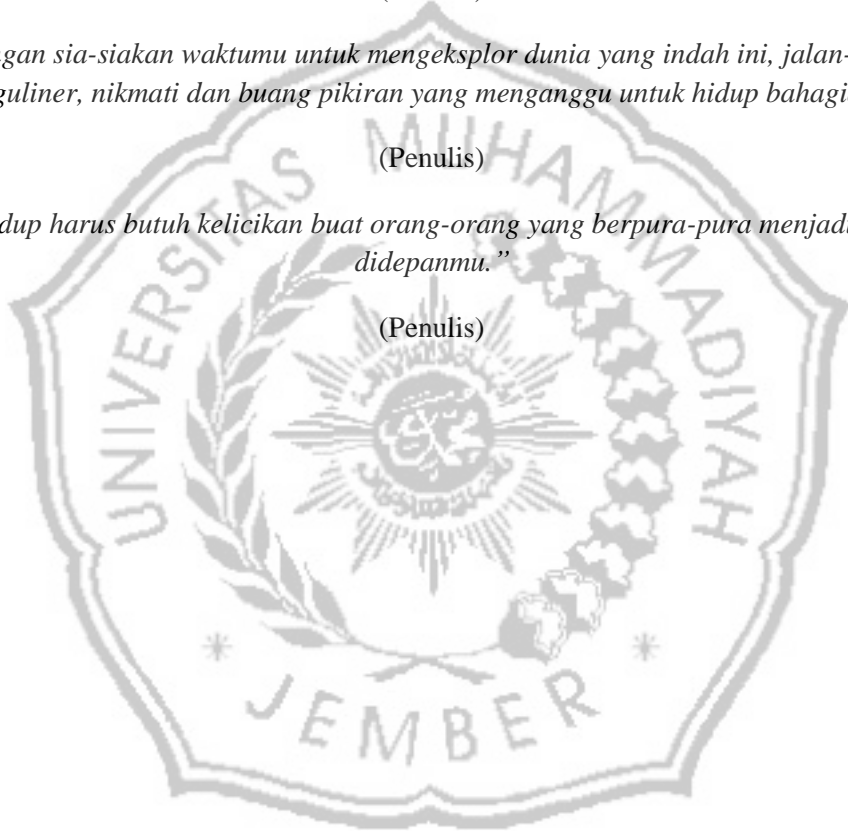 ngan sia-siakan waktumu untuk mengeksplor dunia yang indah ini, jalan-
guliner, nikmati dan buang pikiran yang menganggu untuk hidup bahagia
(Penulis)
dup harus butuh kelicikan buat orang-orang yang berpura-pura menjadi
didepanmu.”
(Penulis)
UNIVERSITAS MUHAMMADIYAH
JEMBER